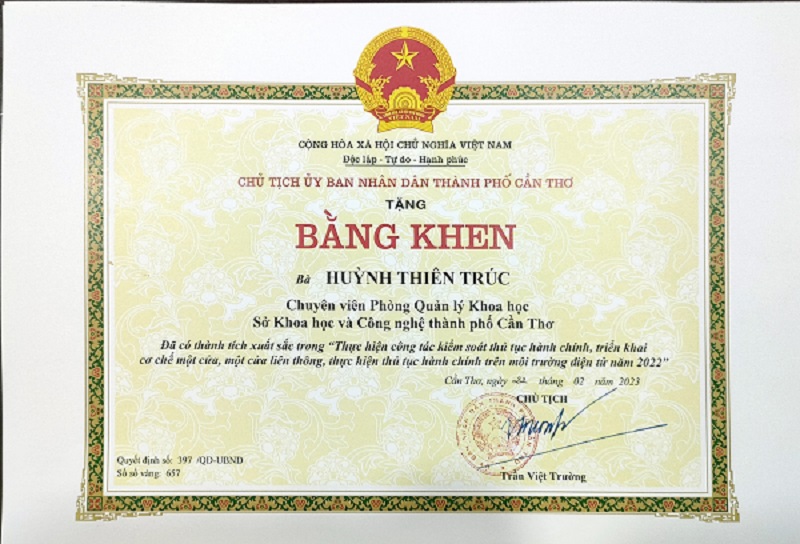 VIỆT NAM
CỘNG HÒA XÃ HỘI CHỦ NGHĨA VIỆT NAM
Độc lập - Tự do - Hạnh phúc
CHỦ TỊCH ỦY BAN NHÂN DÂN THÀNH PHỐ CẦN THƠ
TẶNG
BẰNG KHEN
Bà HUỲNH THIÊN TRÚC
Chuyên viên Phòng Quản lý Khoa học
Sở Khoa học và Công nghệ thành phố Cần Thơ
Đã có thành tích xuất sắc trong “Thực hiện công tác kiểm soát thủ tục hành chính, triển khai
cơ chế một cửa, một cửa liên thông, thực hiện thủ tục hành chính trên môi trường điện tử năm 2022”
Cần Thơ, ngày tháng 02 năm 2023
CHỦ TỊCH
Quyết định số: 397 /QĐ-UBND
Số sổ vàng: 657
Trần Việt Trường